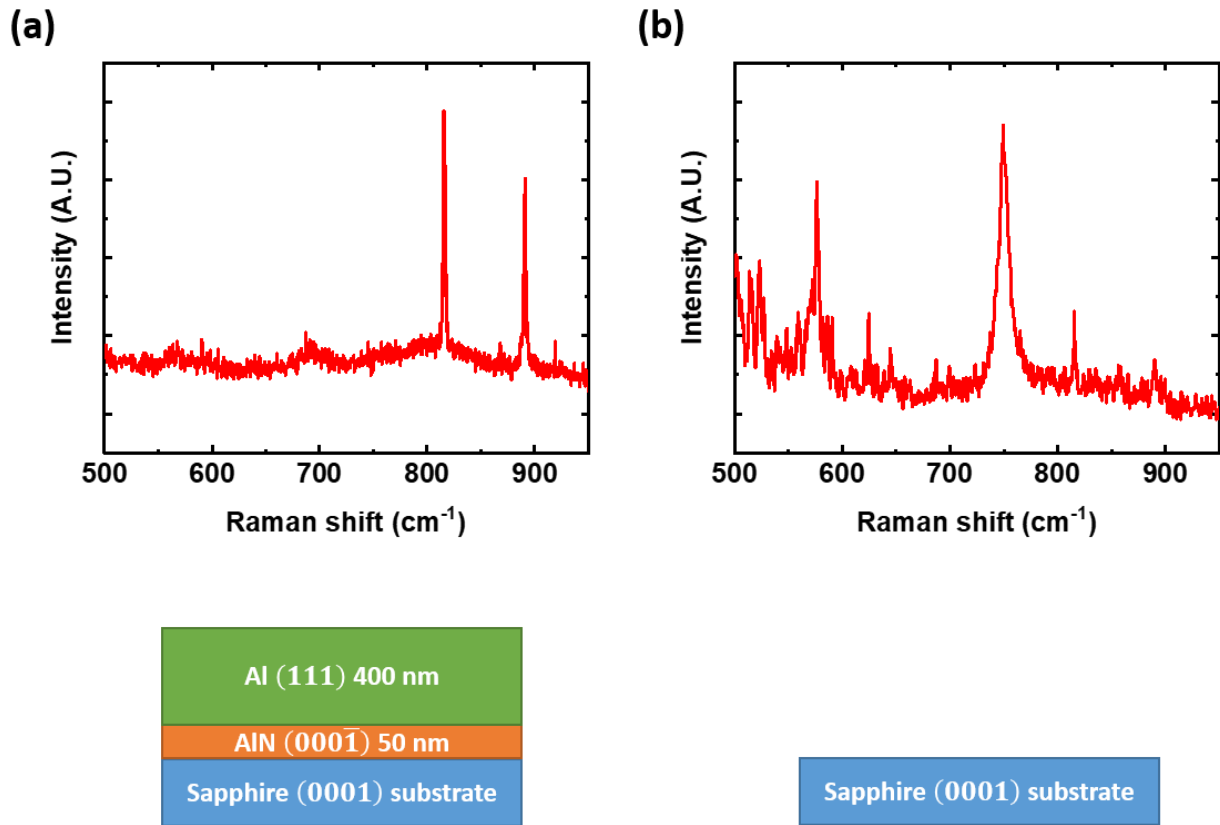 (a)
(b)
Intensity (A.U.)
500 600 700 800 900
Raman shift (cm⁻¹)
Intensity (A.U.)
500 600 700 800 900
Raman shift (cm⁻¹)
Al (111) 400 nm
AlN (0001̅) 50 nm
Sapphire (0001) substrate
Sapphire (0001) substrate